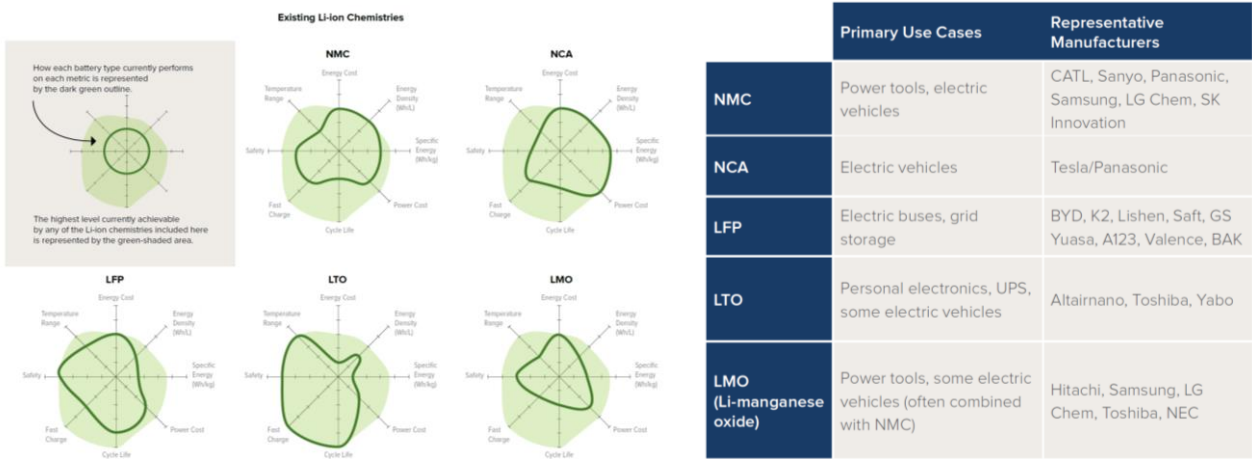 Existing Li-ion Chemistries
How each battery type currently performs
on each metric is represented
by the dark green outline.
The highest level currently achievable
by any of the Li-ion chemistries included here
is represented by the green-shaded area.
NMC
Energy Cost
Energy
Density
(Wh/L)
Specific
Energy
(Wh/kg)
Power Cost
Cycle Life
Fast
Charge
Safety
Temperature
Range
NCA
Energy Cost
Energy
Density
(Wh/L)
Specific
Energy
(Wh/kg)
Power Cost
Cycle Life
Fast
Charge
Safety
Temperature
Range
LFP
Energy Cost
Energy
Density
(Wh/L)
Specific
Energy
(Wh/kg)
Power Cost
Cycle Life
Fast
Charge
Safety
Temperature
Range
LTO
Energy Cost
Energy
Density
(Wh/L)
Specific
Energy
(Wh/kg)
Power Cost
Cycle Life
Fast
Charge
Safety
Temperature
Range
LMO
Energy Cost
Energy
Density
(Wh/L)
Specific
Energy
(Wh/kg)
Power Cost
Cycle Life
Fast
Charge
Safety
Temperature
Range
Primary Use Cases
Representative
Manufacturers
NMC
Power tools, electric
vehicles
CATL, Sanyo, Panasonic,
Samsung, LG Chem, SK
Innovation
NCA
Electric vehicles
Tesla/Panasonic
LFP
Electric buses, grid
storage
BYD, K2, Lishen, Saft, GS
Yuasa, A123, Valence, BAK
LTO
Personal electronics, UPS,
some electric vehicles
Altairnano, Toshiba, Yabo
LMO
(Li-manganese
oxide)
Power tools, some electric
vehicles (often combined
with NMC)
Hitachi, Samsung, LG
Chem, Toshiba, NEC